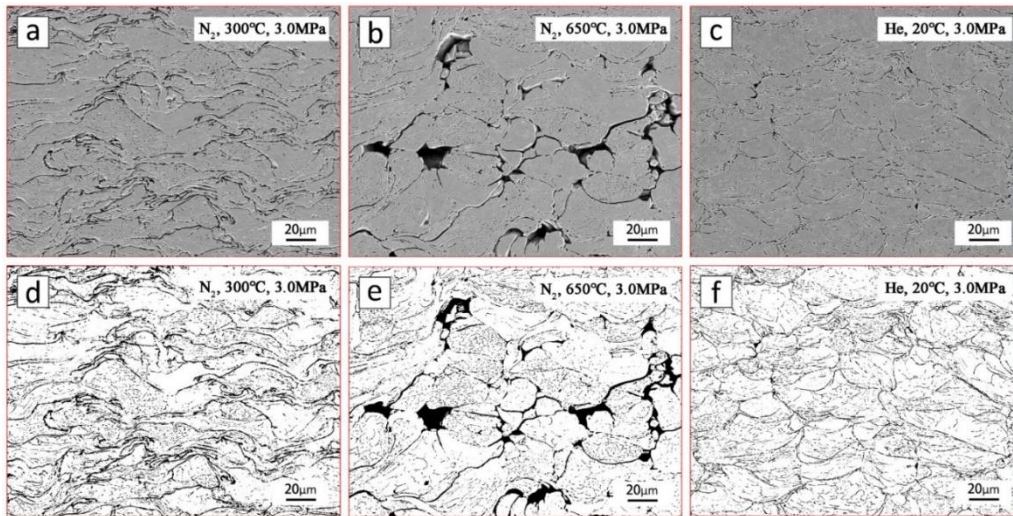 a
N₂, 300℃, 3.0MPa
20μm
b
N₂, 650℃, 3.0MPa
20μm
c
He, 20℃, 3.0MPa
20μm
d
N₂, 300℃, 3.0MPa
20μm
e
N₂, 650℃, 3.0MPa
20μm
f
He, 20℃, 3.0MPa
20μm